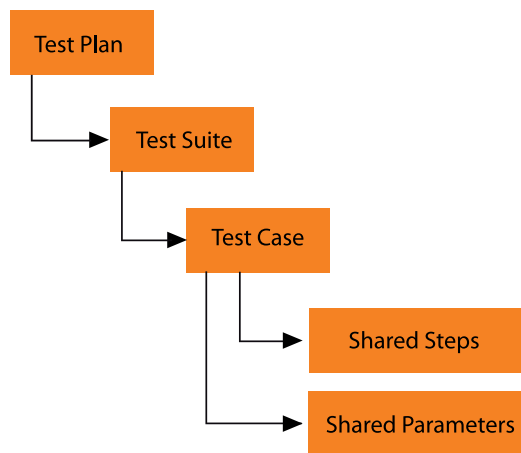 Test Plan
Test Suite
Test Case
Shared Steps
Shared Parameters